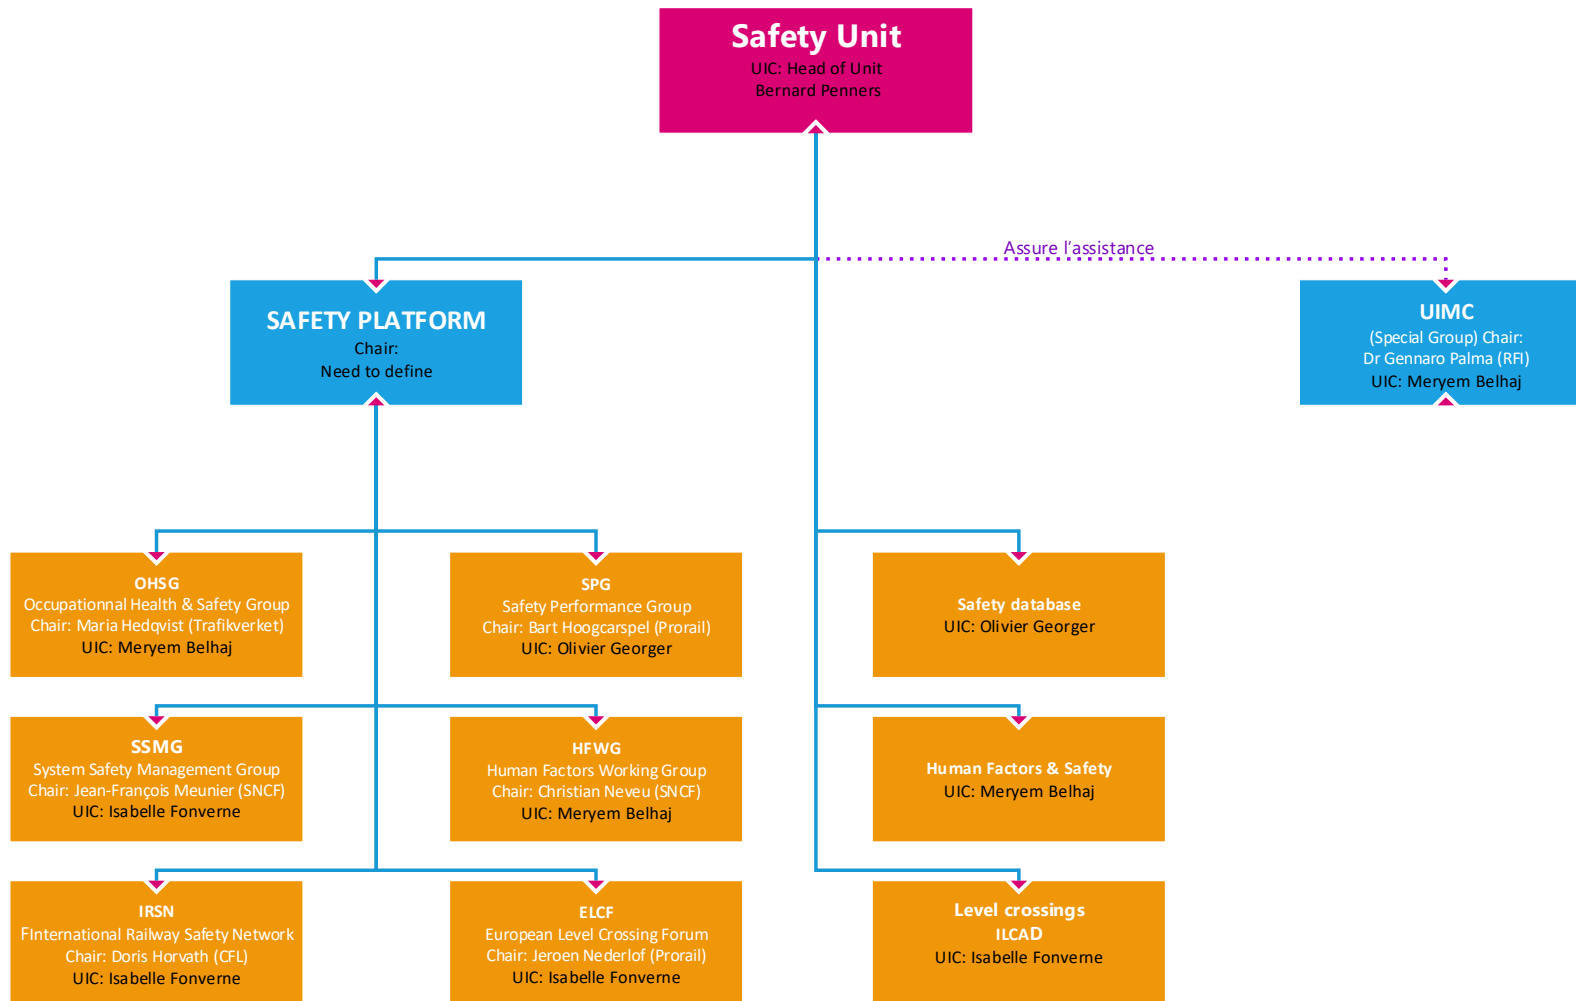 Safety Unit
UIC: Head of Unit
Bernard Penners
Assure l'assistance
SAFETY PLATFORM
Chair:
Need to define
UIMC
(Special Group) Chair:
Dr Gennaro Palma (RFI)
UIC: Meryem Belhaj
OHSG
Occupationnal Health & Safety Group
Chair: Maria Hedqvist (Trafikverket)
UIC: Meryem Belhaj
SPG
Safety Performance Group
Chair: Bart Hoogcarspel (Prorail)
UIC: Olivier Georger
Safety database
UIC: Olivier Georger
SSMG
System Safety Management Group
Chair: Jean-François Meunier (SNCF)
UIC: Isabelle Fonverne
HFWG
Human Factors Working Group
Chair: Christian Neveu (SNCF)
UIC: Meryem Belhaj
Human Factors & Safety
UIC: Meryem Belhaj
IRSN
FInternational Railway Safety Network
Chair: Doris Horvath (CFL)
UIC: Isabelle Fonverne
ELCF
European Level Crossing Forum
Chair: Jeroen Nederlof (Prorail)
UIC: Isabelle Fonverne
Level crossings
ILCAD
UIC: Isabelle Fonverne